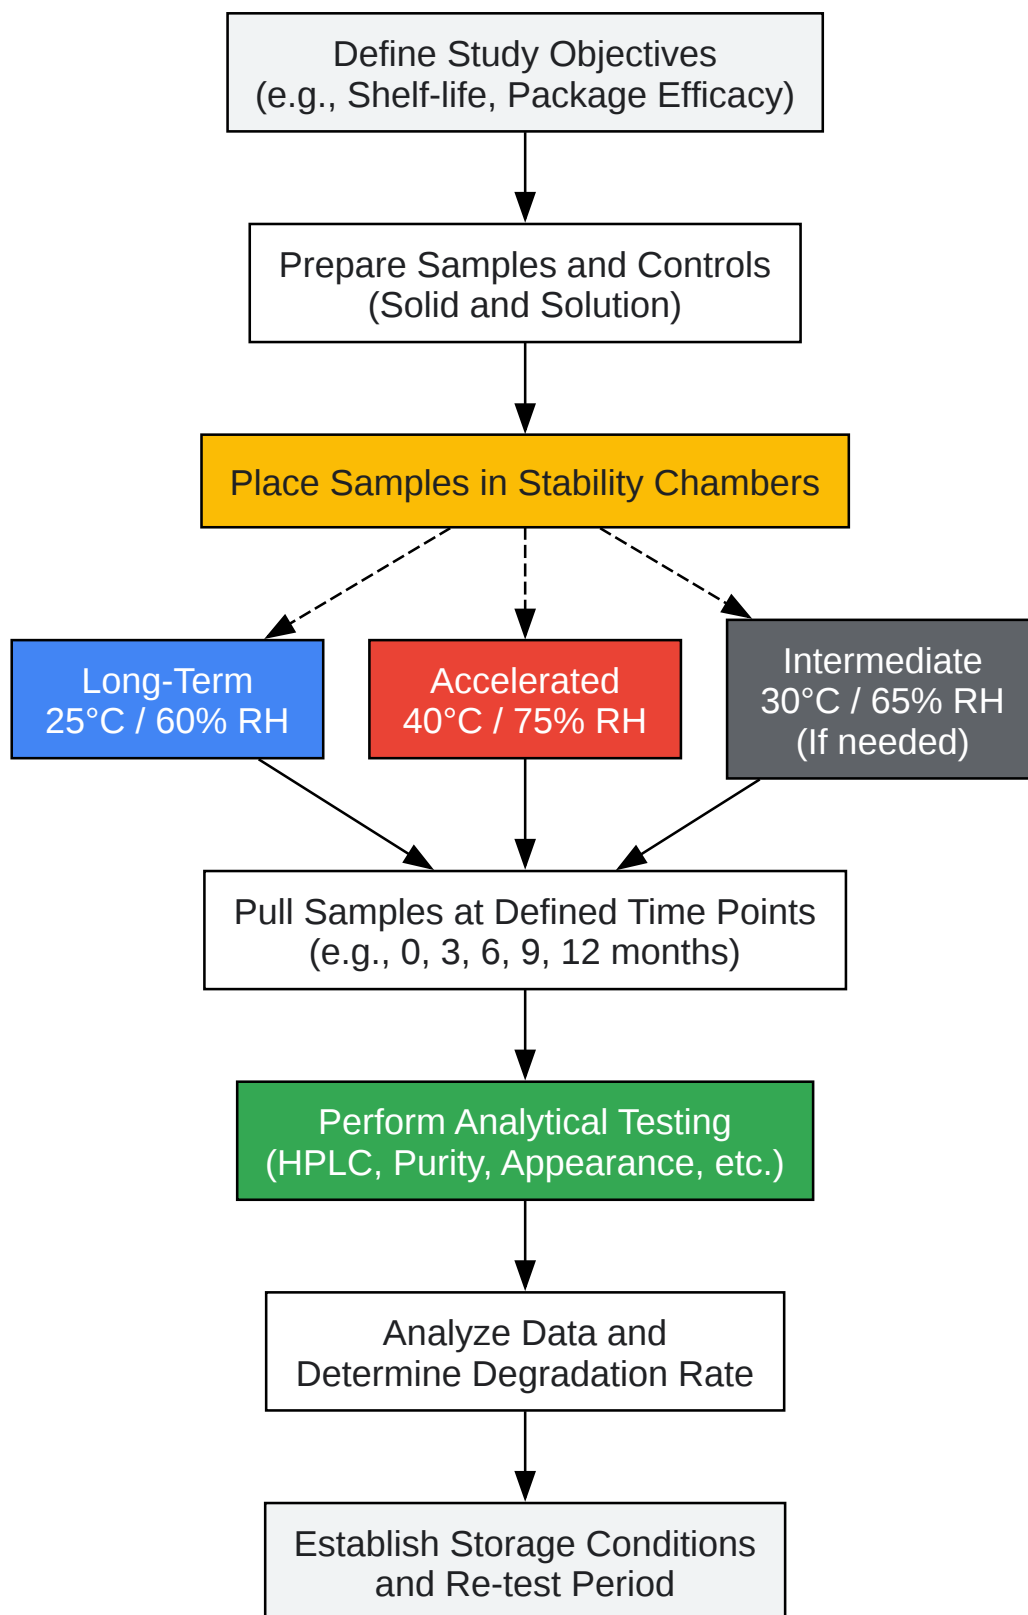 Define Study Objectives
(e.g., Shelf-life, Package Efficacy)
Prepare Samples and Controls
(Solid and Solution)
Place Samples in Stability Chambers
Long-Term
25°C / 60% RH
Accelerated
40°C / 75% RH
Intermediate
30°C / 65% RH
(If needed)
Pull Samples at Defined Time Points
(e.g., 0, 3, 6, 9, 12 months)
Perform Analytical Testing
(HPLC, Purity, Appearance, etc.)
Analyze Data and
Determine Degradation Rate
Establish Storage Conditions
and Re-test Period